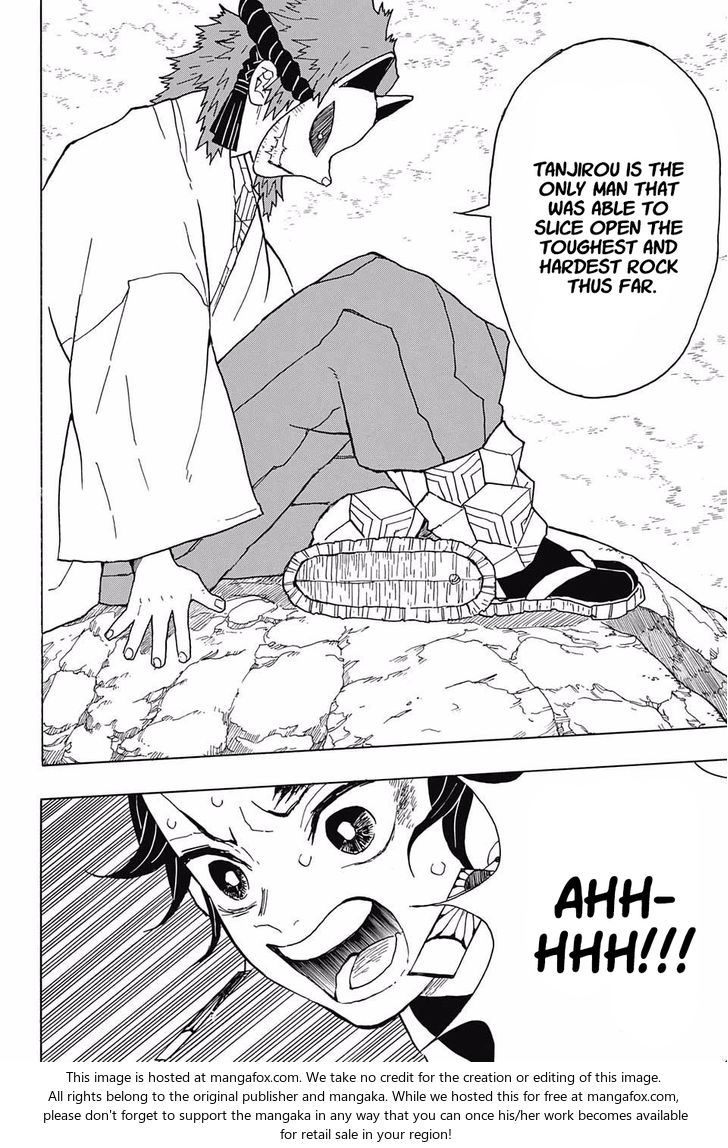 TANJIROU IS THE
ONLY MAN THAT
WAS ABLE TO
SLICE OPEN THE
TOUGHEST AND
HARDEST ROCK
THUS FAR.
AHH-
HHH!!!
This image is hosted at mangafox.com. We take no credit for the creation or editing of this image.
All rights belong to the original publisher and mangaka. While we hosted this for free at mangafox.com,
please don't forget to support the mangaka in any way that you can once his/her work becomes available
for retail sale in your region!